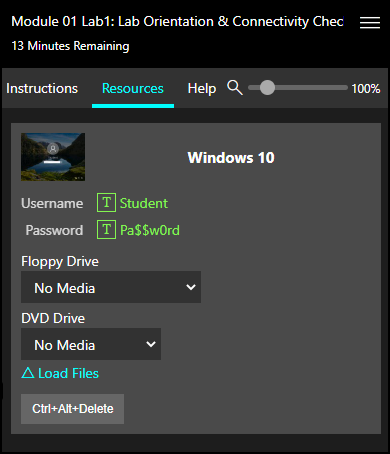 Module 01 Lab1: Lab Orientation & Connectivity Chec
13 Minutes Remaining
Instructions Resources Help 100%
Windows 10
Username T Student
Password T Pa$$w0rd
Floppy Drive
No Media
DVD Drive
No Media
Load Files
Ctrl+Alt+Delete